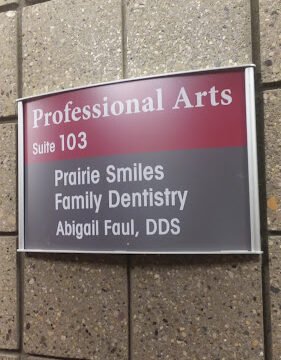 Professional Arts
Suite 103
Prairie Smiles
Family Dentistry
Abigail Faul, DDS